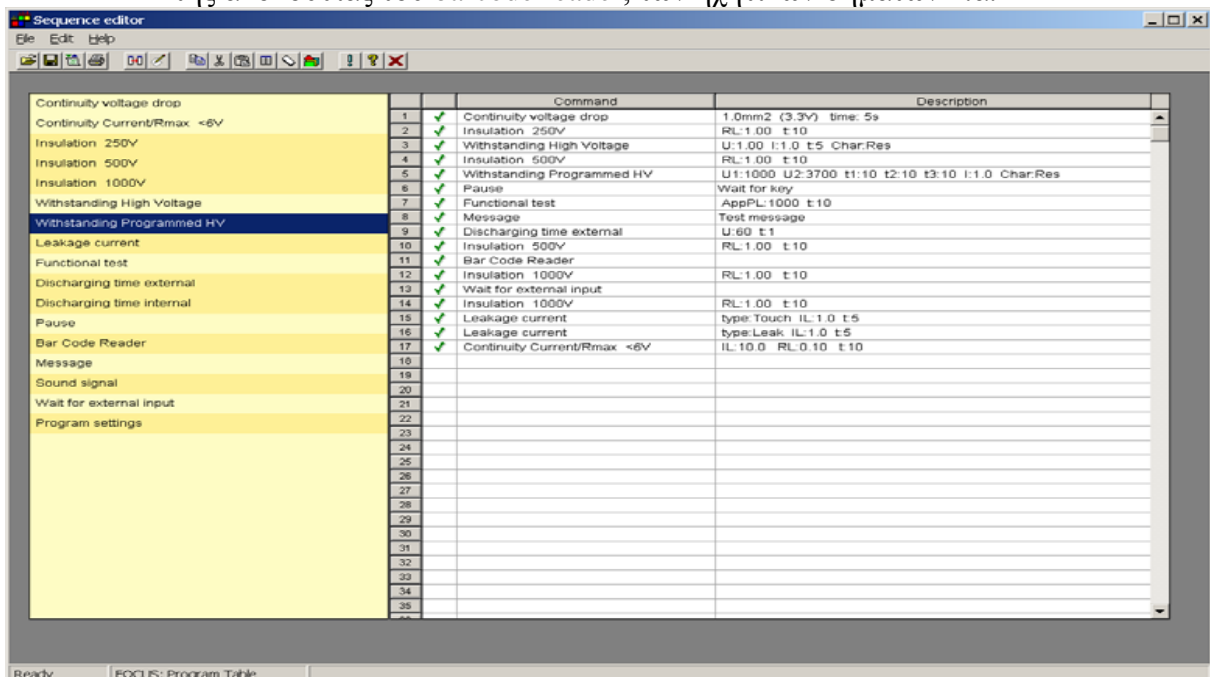 Sequence editor
File Edit Help
Continuity voltage drop
Continuity Current/Rmax <6V
Insulation 250V
Insulation 500V
Insulation 1000V
Withstanding High Voltage
Withstanding Programmed HV
Leakage current
Functional test
Discharging time external
Discharging time internal
Pause
Bar Code Reader
Message
Sound signal
Wait for external input
Program settings
Command Description
1 Continuity voltage drop 1.0mm2 (3.3V) time: 5s
2 Insulation 250V RL:1.00 t:10
3 Withstanding High Voltage U:1.00 I:1.0 t:5 Char:Res
4 Insulation 500V RL:1.00 t:10
5 Withstanding Programmed HV U1:1000 U2:3700 t1:10 t2:10 t3:10 I:1.0 Char:Res
6 Pause Wait for key
7 Functional test AppPL:1000 t:10
8 Message Test message
9 Discharging time external U:60 t:1
10 Insulation 500V RL:1.00 t:10
11 Bar Code Reader
12 Insulation 1000V RL:1.00 t:10
13 Wait for external input
14 Insulation 1000V RL:1.00 t:10
15 Leakage current type:Touch IL:1.0 t:5
16 Leakage current type:Leak IL:1.0 t:5
17 Continuity Current/Rmax <6V IL:10.0 RL:0.10 t:10
18
19
20
21
22
23
24
25
26
27
28
29
30
31
32
33
34
35
Ready FOCUS: Program Table